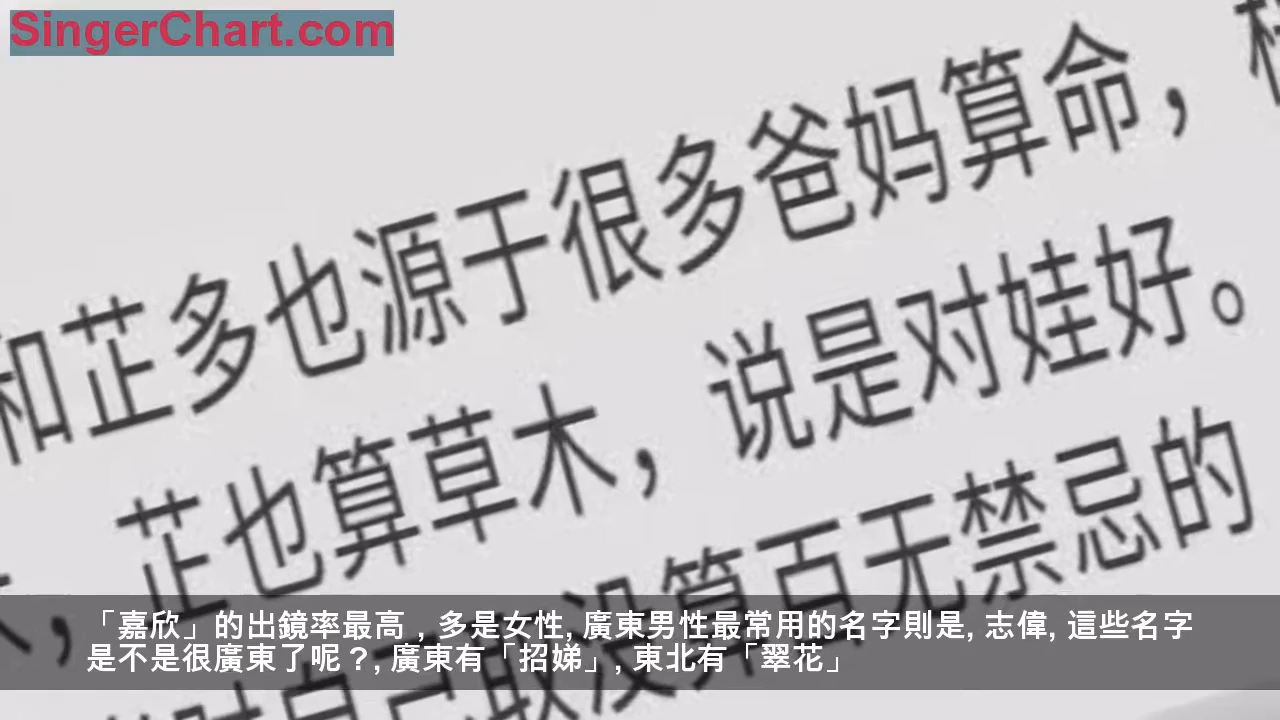 SingerChart.com
和芷多也源于很多爸妈算命，
，芷也算草木，说是对娃好。
取没算百无禁忌的
「嘉欣」的出鏡率最高，多是女性, 廣東男性最常用的名字則是, 志偉, 這些名字
是不是很廣東了呢？, 廣東有「招娣」, 東北有「翠花」